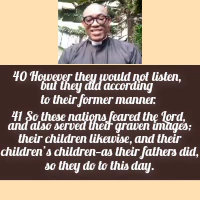 40 However they would not listen,
but they did according
to their former manner.
41 So these nations feared the Lord,
and also served their graven images;
their children likewise, and their
children's children—as their fathers did,
so they do to this day.